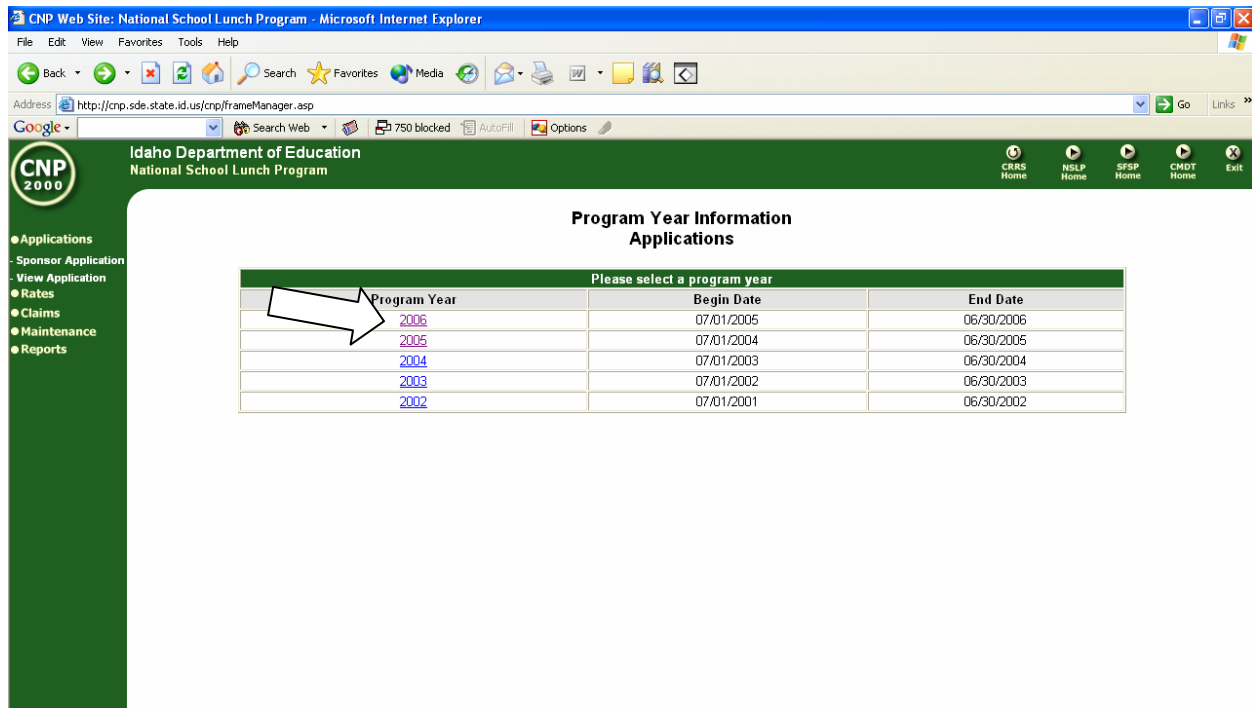 CNP Web Site: National School Lunch Program - Microsoft Internet Explorer
File Edit View Favorites Tools Help
Back Search Favorites Media
Address http://cnp.sde.state.id.us/cnp/frameManager.asp Go Links »
Google Search Web 750 blocked AutoFill Options
CNP 2000
Idaho Department of Education
National School Lunch Program
CRRS Home NSLP Home SFSP Home CMDT Home Exit
Applications
- Sponsor Application
- View Application
Rates
Claims
Maintenance
Reports
Program Year Information
Applications
Please select a program year
Program Year Begin Date End Date
2006 07/01/2005 06/30/2006
2005 07/01/2004 06/30/2005
2004 07/01/2003 06/30/2004
2003 07/01/2002 06/30/2003
2002 07/01/2001 06/30/2002